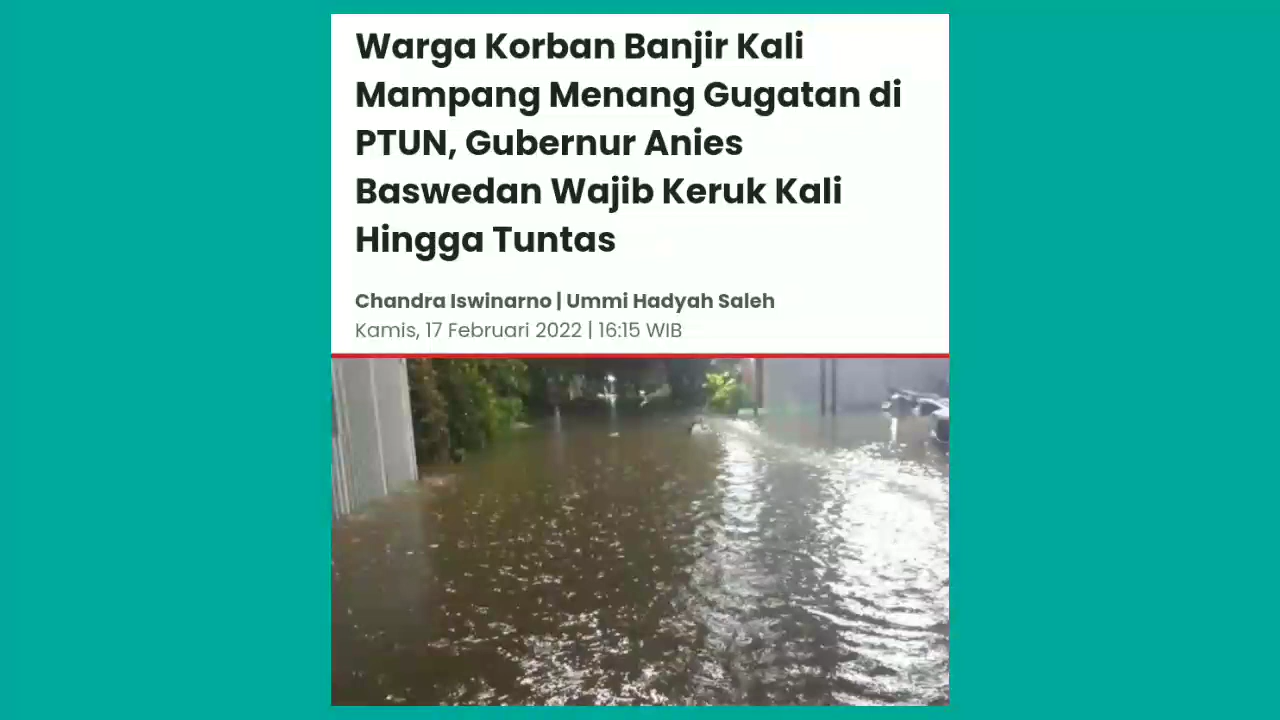 Warga Korban Banjir Kali
Mampang Menang Gugatan di
PTUN, Gubernur Anies
Baswedan Wajib Keruk Kali
Hingga Tuntas
Chandra Iswinarno | Ummi Hadyah Saleh
Kamis, 17 Februari 2022 | 16:15 WIB